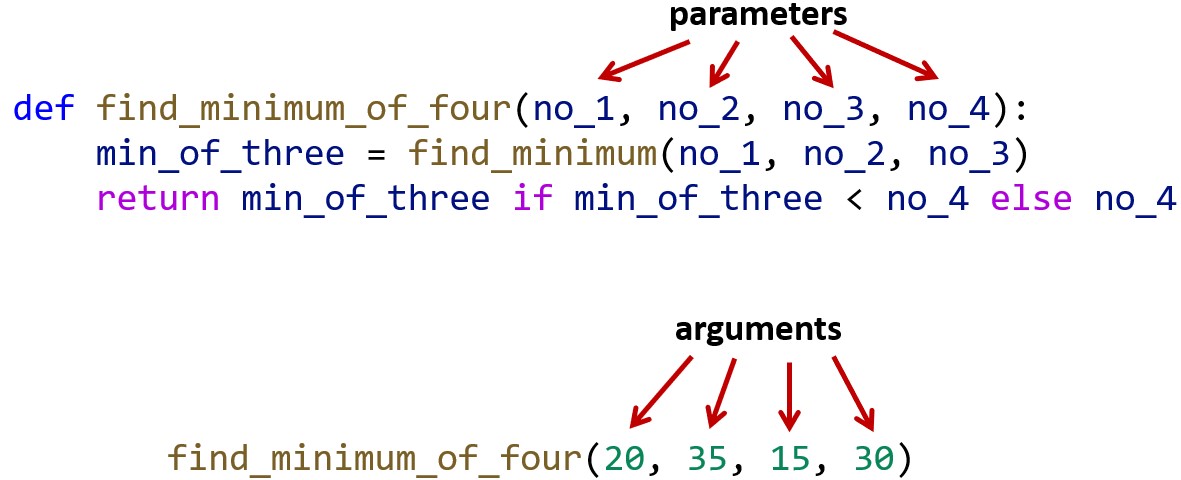 parameters
def find_minimum_of_four(no_1, no_2, no_3, no_4):
    min_of_three = find_minimum(no_1, no_2, no_3)
    return min_of_three if min_of_three < no_4 else no_4
arguments
find_minimum_of_four(20, 35, 15, 30)